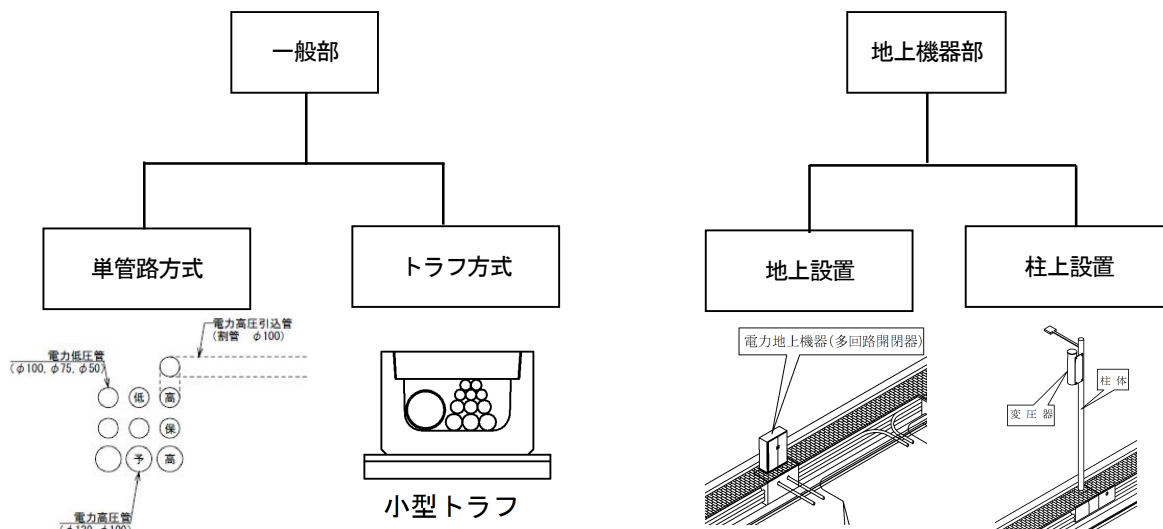 一般部
地上機器部
単管路方式
トラフ方式
地上設置
柱上設置
電力高圧引込管
(割管 φ100)
電力低圧管
(φ100, φ75, φ50)
低
高
保
予
高
電力高圧管
(φ130, φ100)
小型トラフ
電力地上機器(多回路開閉器)
変圧器
柱体